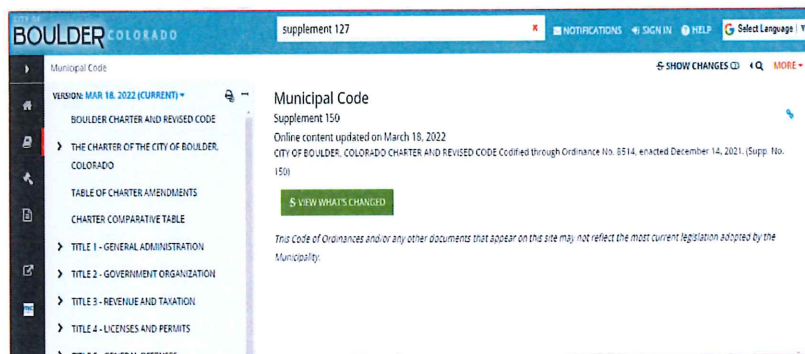 CITY OF
BOULDER COLORADO
supplement 127
NOTIFICATIONS SIGN IN HELP Select Language
Municipal Code
SHOW CHANGES MORE
VERSION: MAR 18, 2022 (CURRENT)
BOULDER CHARTER AND REVISED CODE
THE CHARTER OF THE CITY OF BOULDER,
COLORADO
TABLE OF CHARTER AMENDMENTS
CHARTER COMPARATIVE TABLE
TITLE 1 - GENERAL ADMINISTRATION
TITLE 2 - GOVERNMENT ORGANIZATION
TITLE 3 - REVENUE AND TAXATION
TITLE 4 - LICENSES AND PERMITS
TITLE 5 - GENERAL OFFENSES
Municipal Code
Supplement 150
Online content updated on March 18, 2022
CITY OF BOULDER, COLORADO CHARTER AND REVISED CODE Codified through Ordinance No. 8514, enacted December 14, 2021. (Supp. No.
150)
VIEW WHAT'S CHANGED
This Code of Ordinances and/or any other documents that appear on this site may not reflect the most current legislation adopted by the
Municipality.